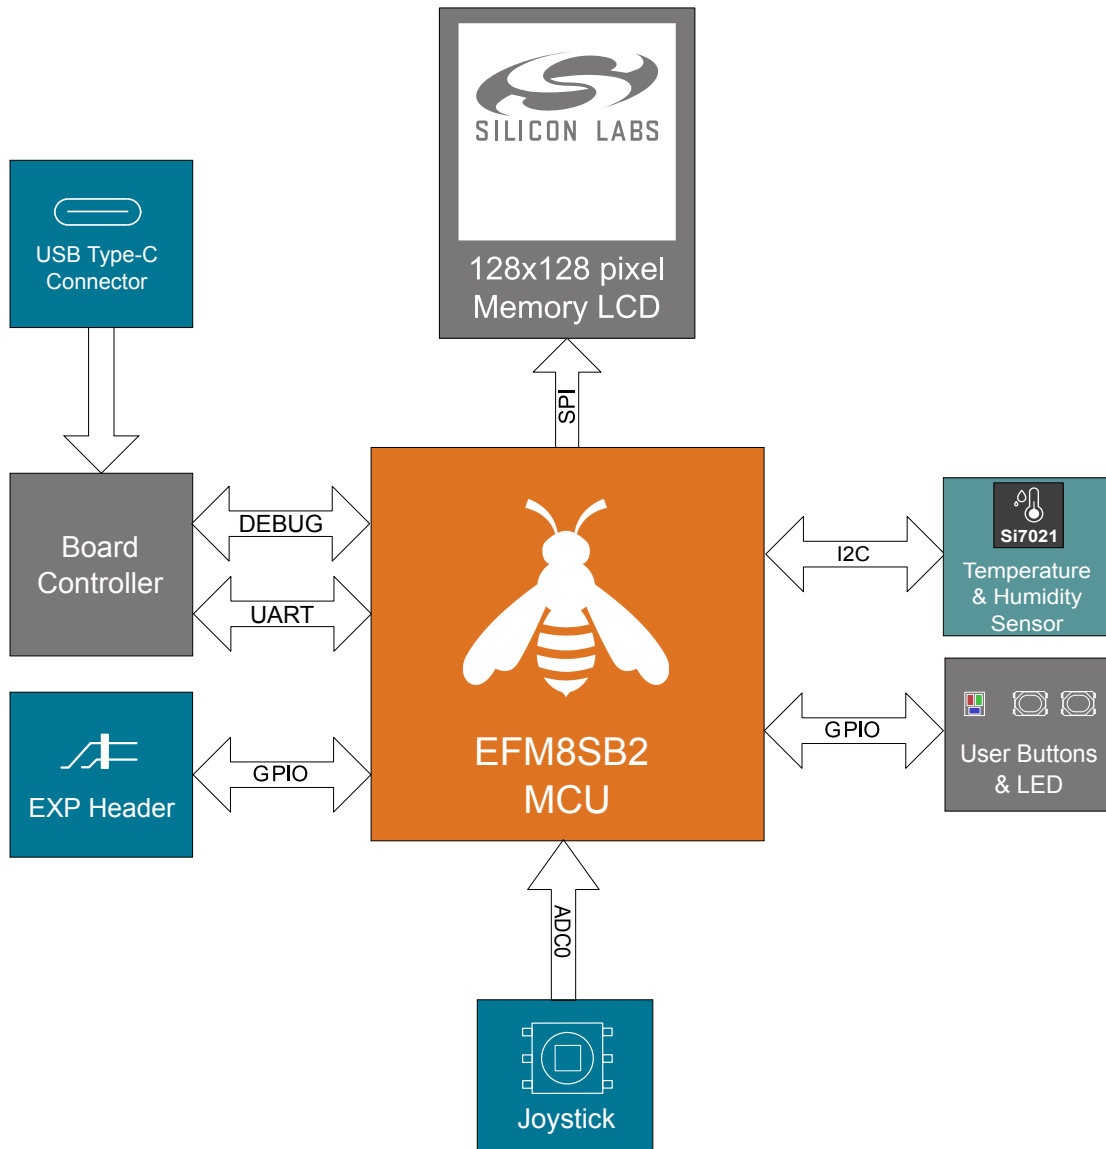 SILICON LABS
128x128 pixel
Memory LCD
USB Type-C
Connector
SPI
Board
Controller
DEBUG
UART
I2C
Si7021
Temperature
& Humidity
Sensor
EXP Header
GPIO
EFM8SB2
MCU
GPIO
User Buttons
& LED
ADC0
Joystick